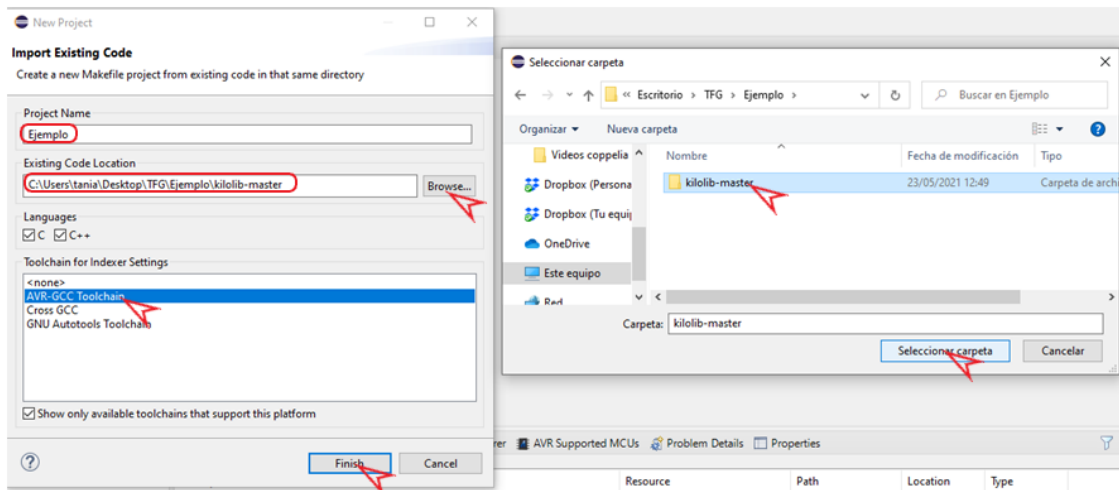 New Project
Import Existing Code
Create a new Makefile project from existing code in that same directory
Project Name
Ejemplo
Existing Code Location
C:\Users\tania\Desktop\TFG\Ejemplo\kilolib-master
Browse...
Languages
C C++
Toolchain for Indexer Settings
<none>
AVR-GCC Toolchain
Cross GCC
GNU Autotools Toolchain
Show only available toolchains that support this platform
?
Finish Cancel
Seleccionar carpeta
« Escritorio > TFG > Ejemplo >
Buscar en Ejemplo
Organizar Nueva carpeta
?
Nombre Fecha de modificación Tipo
Videos coppelia
Dropbox (Persona
Dropbox (Tu equip
OneDrive
Este equipo
Red
kilolib-master 23/05/2021 12:49 Carpeta de archi
Carpeta: kilolib-master
Seleccionar carpeta Cancelar
rer AVR Supported MCUs Problem Details Properties
Resource Path Location Type